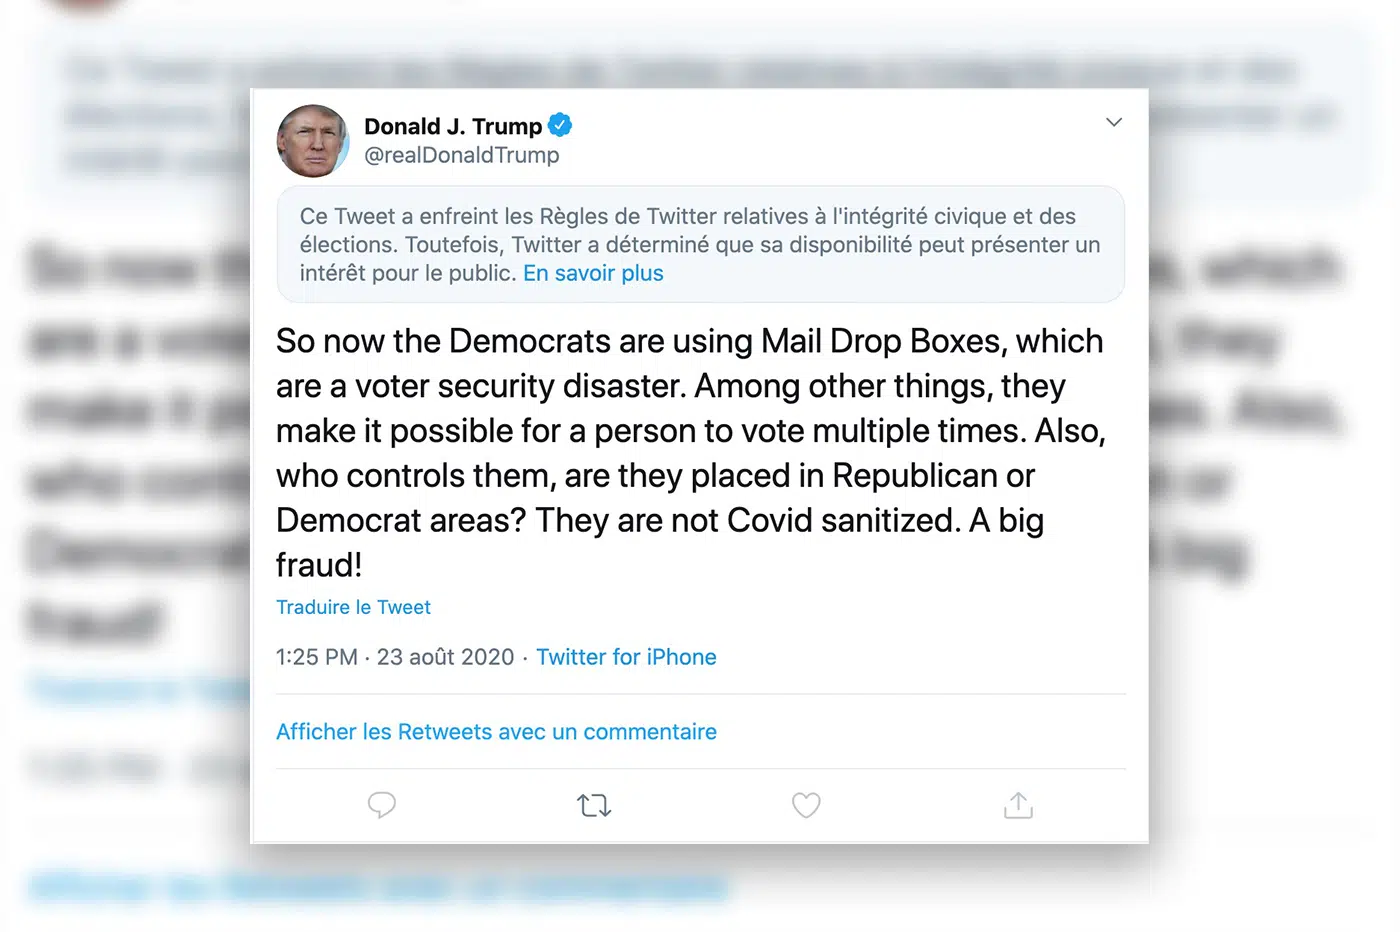 Donald J. Trump
@realDonaldTrump
Ce Tweet a enfreint les Règles de Twitter relatives à l'intégrité civique et des
élections. Toutefois, Twitter a déterminé que sa disponibilité peut présenter un
intérêt pour le public. En savoir plus
So now the Democrats are using Mail Drop Boxes, which
are a voter security disaster. Among other things, they
make it possible for a person to vote multiple times. Also,
who controls them, are they placed in Republican or
Democrat areas? They are not Covid sanitized. A big
fraud!
Traduire le Tweet
1:25 PM · 23 août 2020 · Twitter for iPhone
Afficher les Retweets avec un commentaire